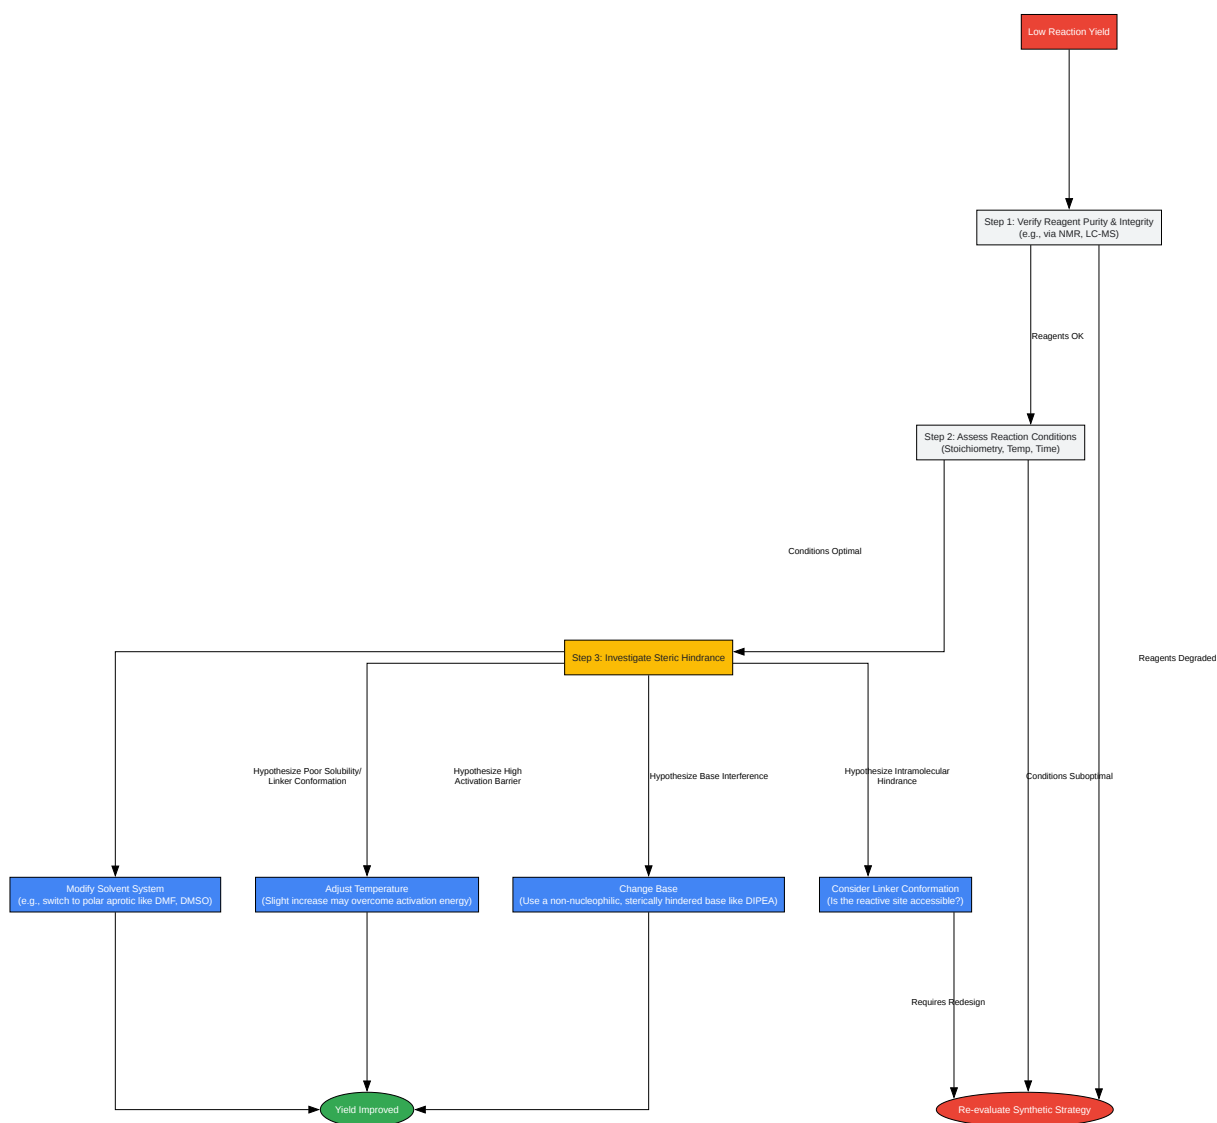 Low Reaction Yield
Step 1: Verify Reagent Purity & Integrity
(e.g., via NMR, LC-MS)
Reagents OK
Step 2: Assess Reaction Conditions
(Stoichiometry, Temp, Time)
Conditions Optimal
Step 3: Investigate Steric Hindrance
Reagents Degraded
Hypothesize Poor Solubility/
Linker Conformation
Hypothesize High
Activation Barrier
Hypothesize Base Interference
Hypothesize Intramolecular
Hindrance
Conditions Suboptimal
Modify Solvent System
(e.g., switch to polar aprotic like DMF, DMSO)
Adjust Temperature
(Slight increase may overcome activation energy)
Change Base
(Use a non-nucleophilic, sterically hindered base like DIPEA)
Consider Linker Conformation
(Is the reactive site accessible?)
Requires Redesign
Yield Improved
Re-evaluate Synthetic Strategy